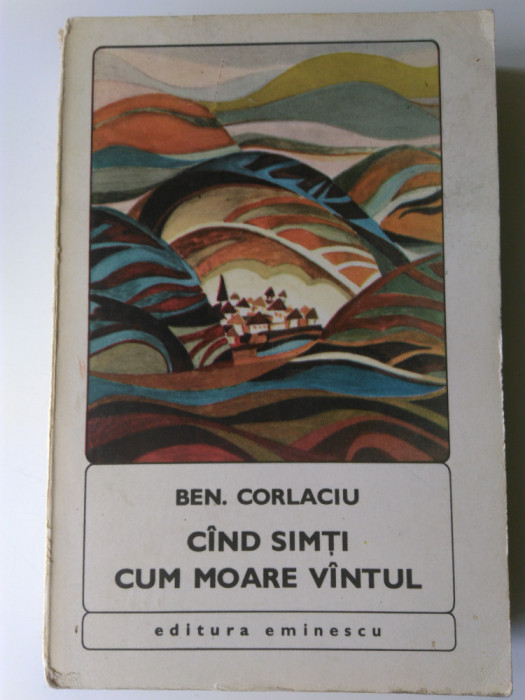 BEN. CORLACIU
CÎND SIMȚI
CUM MOARE VÎNTUL
editura eminescu